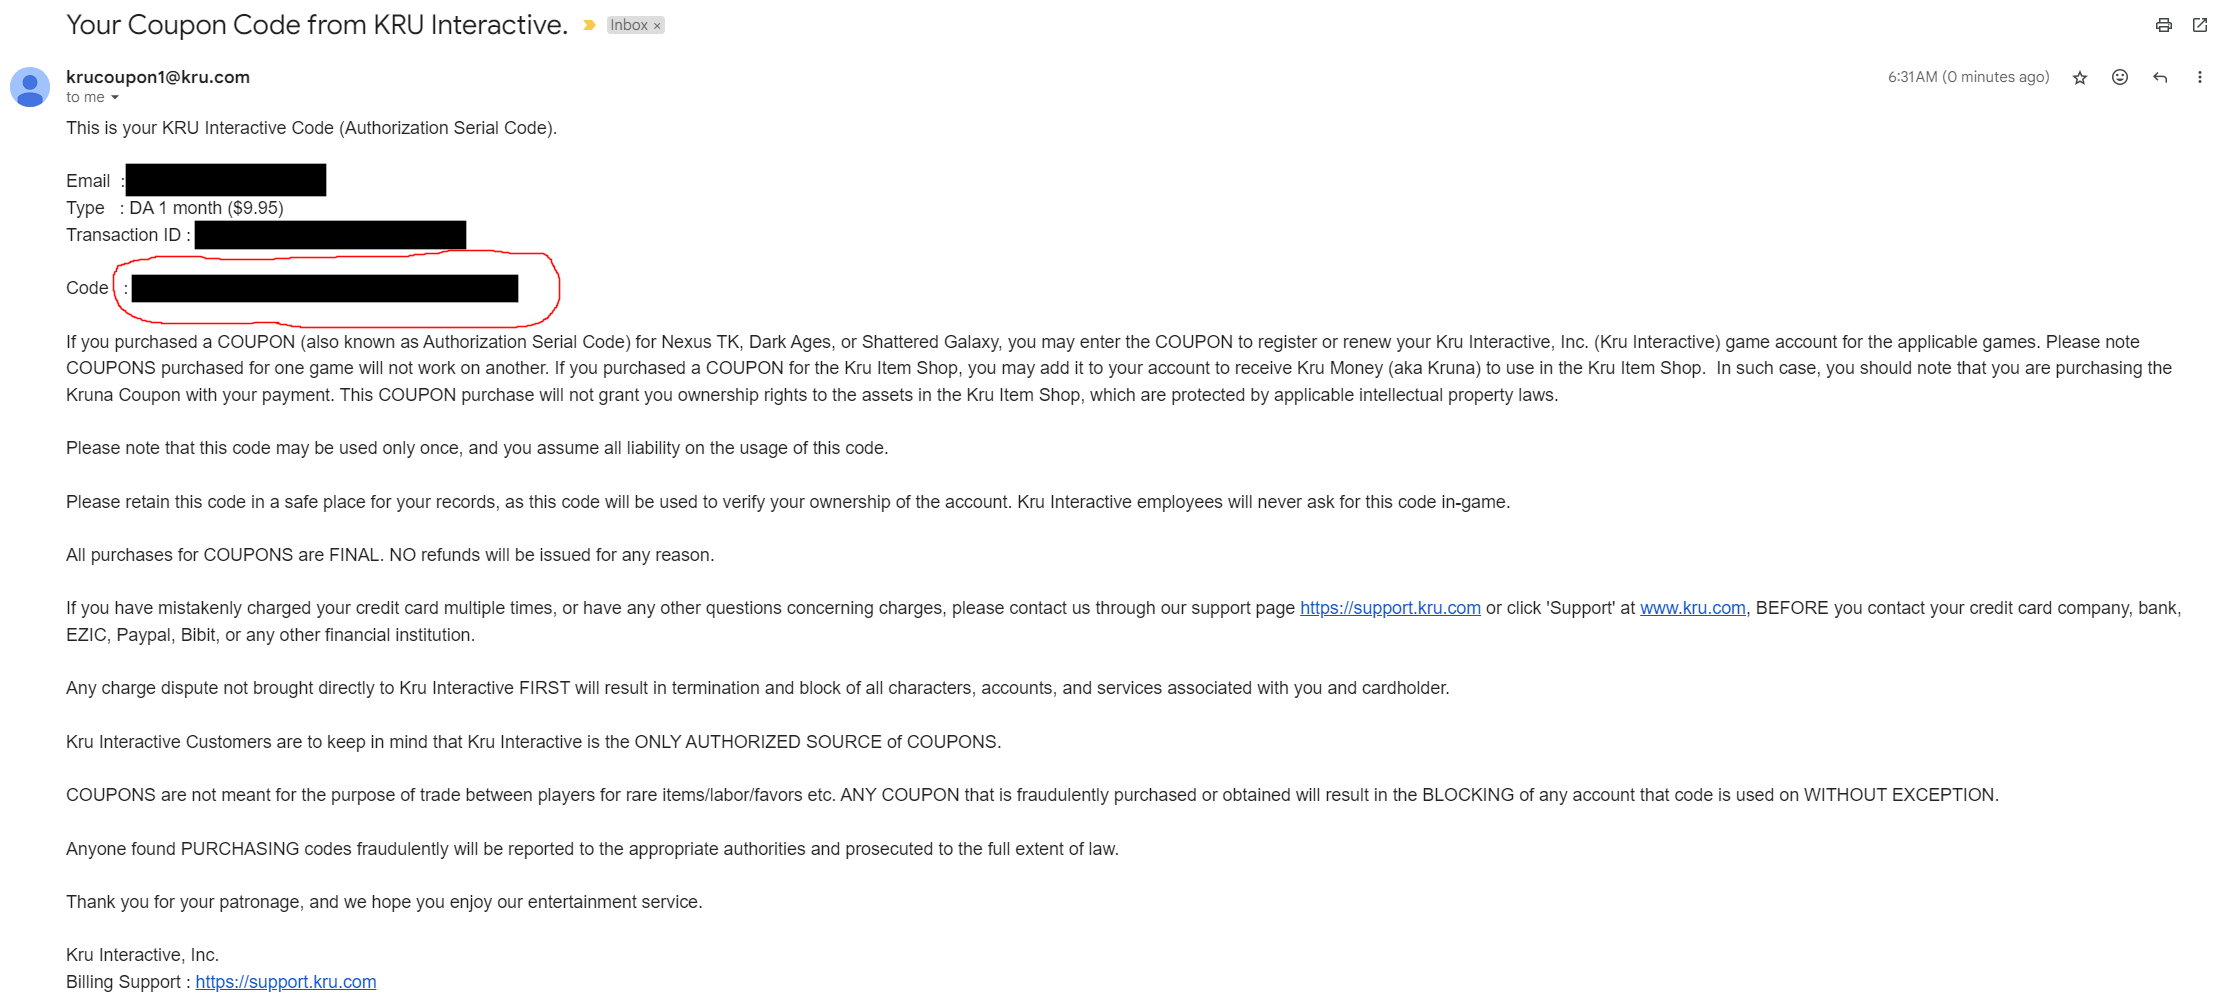 Your Coupon Code from KRU Interactive. Inbox ×
krucoupon1@kru.com 6:31 AM (0 minutes ago)
to me
This is your KRU Interactive Code (Authorization Serial Code).
Email :
Type : DA 1 month ($9.95)
Transaction ID :
Code :
If you purchased a COUPON (also known as Authorization Serial Code) for Nexus TK, Dark Ages, or Shattered Galaxy, you may enter the COUPON to register or renew your Kru Interactive, Inc. (Kru Interactive) game account for the applicable games. Please note
COUPONS purchased for one game will not work on another. If you purchased a COUPON for the Kru Item Shop, you may add it to your account to receive Kru Money (aka Kruna) to use in the Kru Item Shop. In such case, you should note that you are purchasing the
Kruna Coupon with your payment. This COUPON purchase will not grant you ownership rights to the assets in the Kru Item Shop, which are protected by applicable intellectual property laws.
Please note that this code may be used only once, and you assume all liability on the usage of this code.
Please retain this code in a safe place for your records, as this code will be used to verify your ownership of the account. Kru Interactive employees will never ask for this code in-game.
All purchases for COUPONS are FINAL. NO refunds will be issued for any reason.
If you have mistakenly charged your credit card multiple times, or have any other questions concerning charges, please contact us through our support page https://support.kru.com or click 'Support' at www.kru.com, BEFORE you contact your credit card company, bank,
EZIC, Paypal, Bibit, or any other financial institution.
Any charge dispute not brought directly to Kru Interactive FIRST will result in termination and block of all characters, accounts, and services associated with you and cardholder.
Kru Interactive Customers are to keep in mind that Kru Interactive is the ONLY AUTHORIZED SOURCE of COUPONS.
COUPONS are not meant for the purpose of trade between players for rare items/labor/favors etc. ANY COUPON that is fraudulently purchased or obtained will result in the BLOCKING of any account that code is used on WITHOUT EXCEPTION.
Anyone found PURCHASING codes fraudulently will be reported to the appropriate authorities and prosecuted to the full extent of law.
Thank you for your patronage, and we hope you enjoy our entertainment service.
Kru Interactive, Inc.
Billing Support : https://support.kru.com